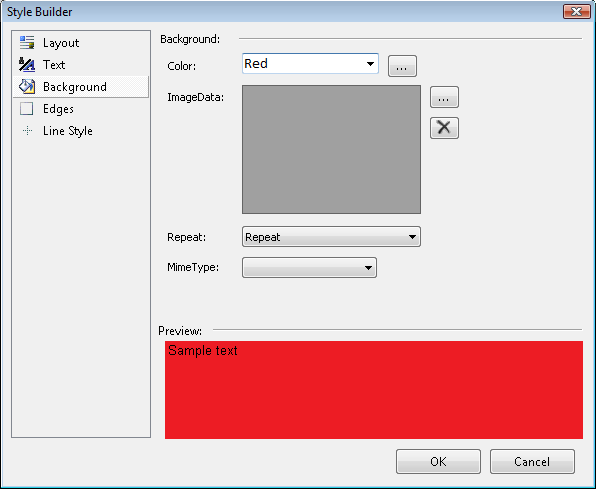 Style Builder
Layout
Text
Background
Edges
Line Style
Background:
Color:
Red
...
ImageData:
...
Repeat:
Repeat
MimeType:
Preview:
Sample text
OK
Cancel